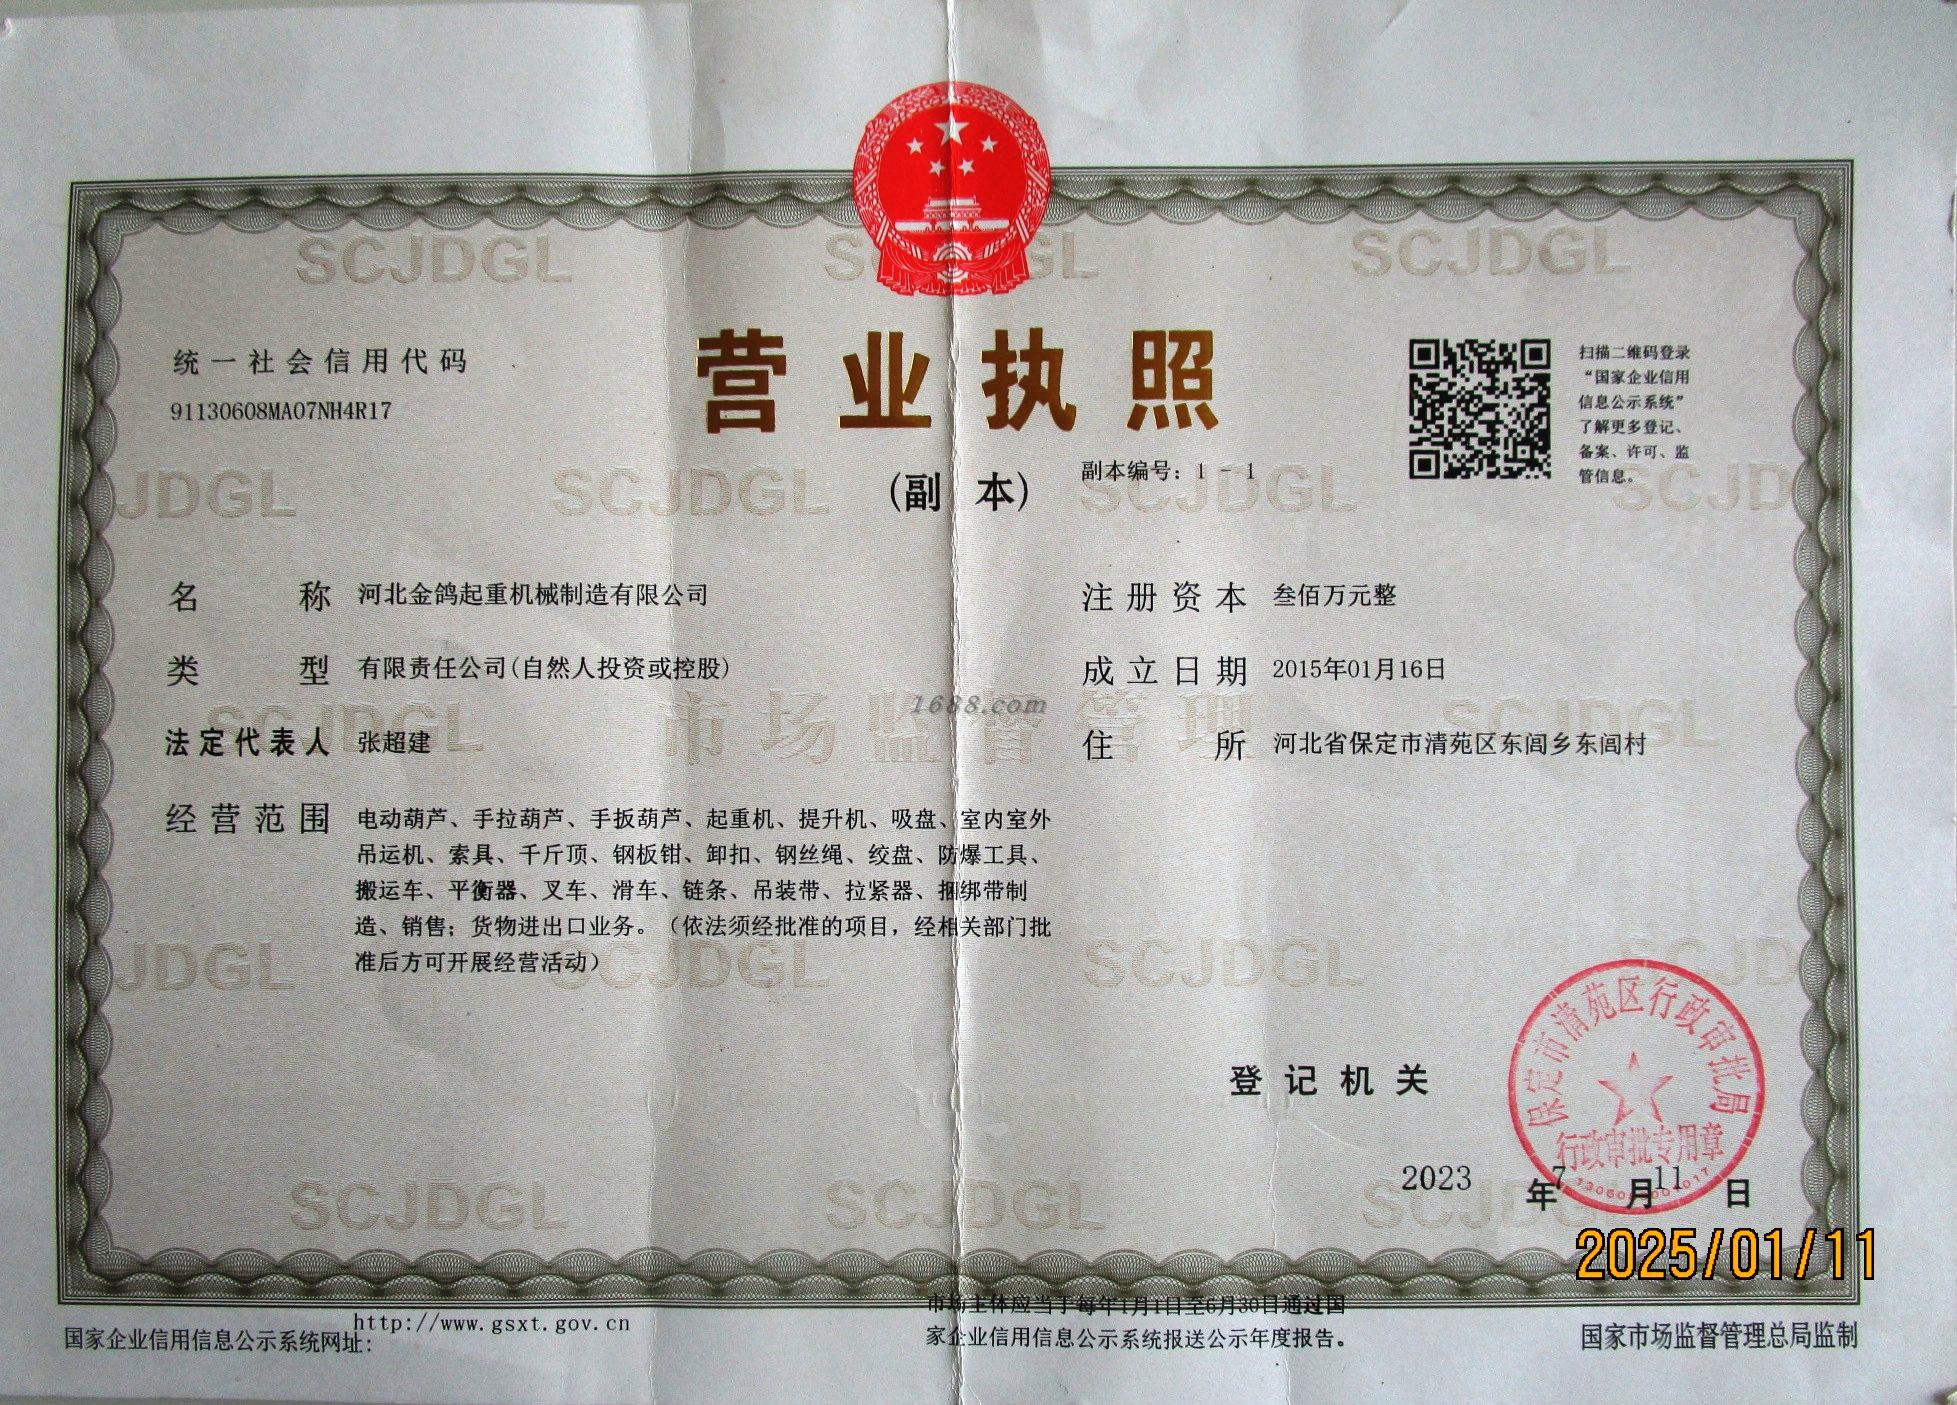 SCJDGL SCJDGL SCJDGL
统一社会信用代码
91130608MA07NH4R17
营业执照
(副 本)
副本编号：1 - 1
扫描二维码登录
“国家企业信用
信息公示系统”
了解更多登记、
备案、许可、监
管信息。
JDGL SCJDGL SCJDGL SCJD
名 称 河北金鸽起重机械制造有限公司
类 型 有限责任公司(自然人投资或控股)
法定代表人 张超建
经营范围 电动葫芦、手拉葫芦、手扳葫芦、起重机、提升机、吸盘、室内室外
吊运机、索具、千斤顶、钢板钳、卸扣、钢丝绳、绞盘、防爆工具、
搬运车、平衡器、叉车、滑车、链条、吊装带、拉紧器、捆绑带制
造、销售；货物进出口业务。（依法须经批准的项目，经相关部门批
准后方可开展经营活动）
注册资本 叁佰万元整
成立日期 2015年01月16日
住 所 河北省保定市清苑区东闾乡东闾村
SCJDGL 市场监督管理 SCJDGL
1688.com
JDGL SCJDGL SCJDGL SCJD
登记机关
保定市清苑区行政审批局
行政审批专用章
2023 年 7 月 11 日
SCJDGL SCJDGL SCJDGL
2025/01/11
国家企业信用信息公示系统网址：
http://www.gsxt.gov.cn
市场主体应当于每年1月1日至6月30日通过国
家企业信用信息公示系统报送公示年度报告。
国家市场监督管理总局监制